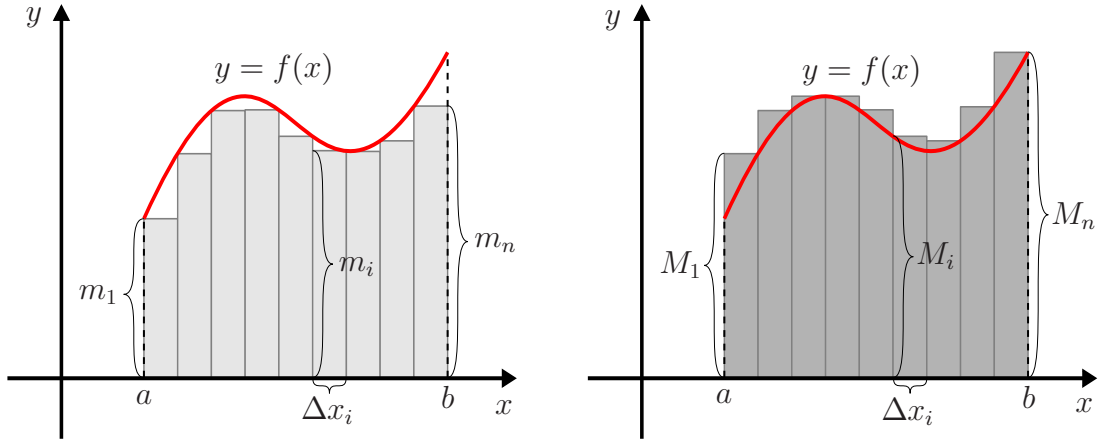 y
y = f(x)
m_1
m_i
m_n
a
b
x
Δx_i
y
y = f(x)
M_1
M_i
M_n
a
b
x
Δx_i